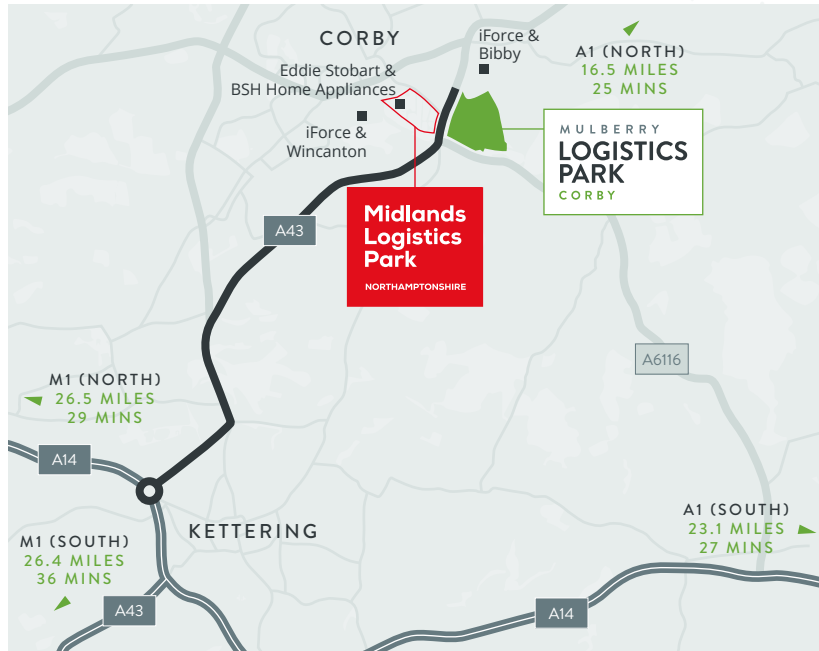 CORBY
iForce &
Bibby
A1 (NORTH)
16.5 MILES
25 MINS
Eddie Stobart &
BSH Home Appliances
iForce &
Wincanton
MULBERRY
LOGISTICS
PARK
CORBY
Midlands
Logistics
Park
NORTHAMPTONSHIRE
A43
A6116
M1 (NORTH)
26.5 MILES
29 MINS
A14
KETTERING
A1 (SOUTH)
23.1 MILES
27 MINS
M1 (SOUTH)
26.4 MILES
36 MINS
A43
A14